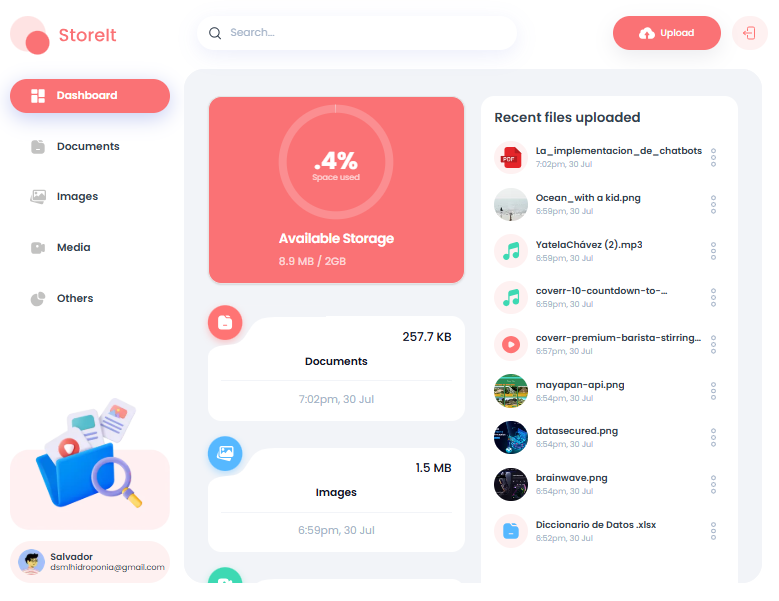 StoreIt
Search...
Upload
Dashboard
Documents
Images
Media
Others
Salvador
dsmlhidroponia@gmail.com
.4%
Space used
Available Storage
8.9 MB / 2GB
257.7 KB
Documents
7:02pm, 30 Jul
1.5 MB
Images
6:59pm, 30 Jul
Recent files uploaded
PDF
La_implementacion_de_chatbots
7:02pm, 30 Jul
Ocean_with a kid.png
6:59pm, 30 Jul
YatelaChávez (2).mp3
6:59pm, 30 Jul
coverr-10-countdown-to-...
6:59pm, 30 Jul
coverr-premium-barista-stirring...
6:57pm, 30 Jul
mayapan-api.png
6:54pm, 30 Jul
datasecured.png
6:54pm, 30 Jul
brainwave.png
6:54pm, 30 Jul
Diccionario de Datos .xlsx
6:52pm, 30 Jul